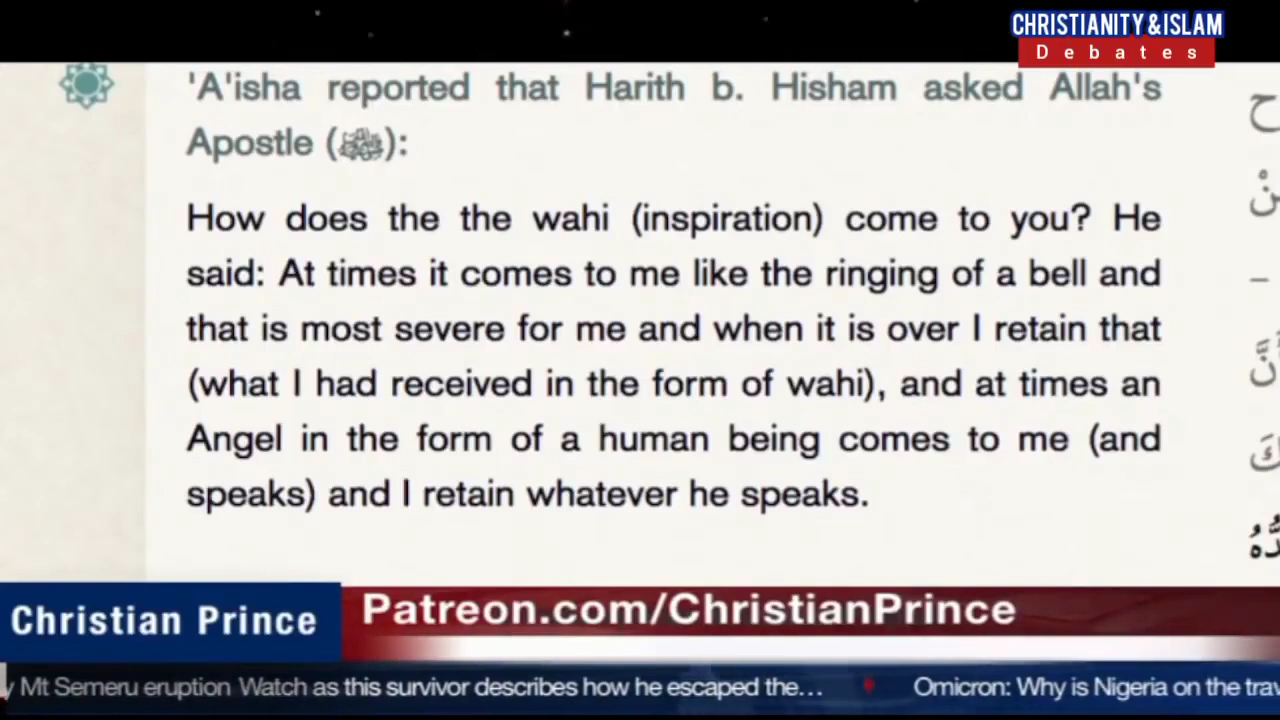 CHRISTIANITY & ISLAM
Debates
'A'isha reported that Harith b. Hisham asked Allah's
Apostle (ﷺ):
How does the the wahi (inspiration) come to you? He
said: At times it comes to me like the ringing of a bell and
that is most severe for me and when it is over I retain that
(what I had received in the form of wahi), and at times an
Angel in the form of a human being comes to me (and
speaks) and I retain whatever he speaks.
Christian Prince
Patreon.com/ChristianPrince
Mt Semeru eruption Watch as this survivor describes how he escaped the... Omicron: Why is Nigeria on the